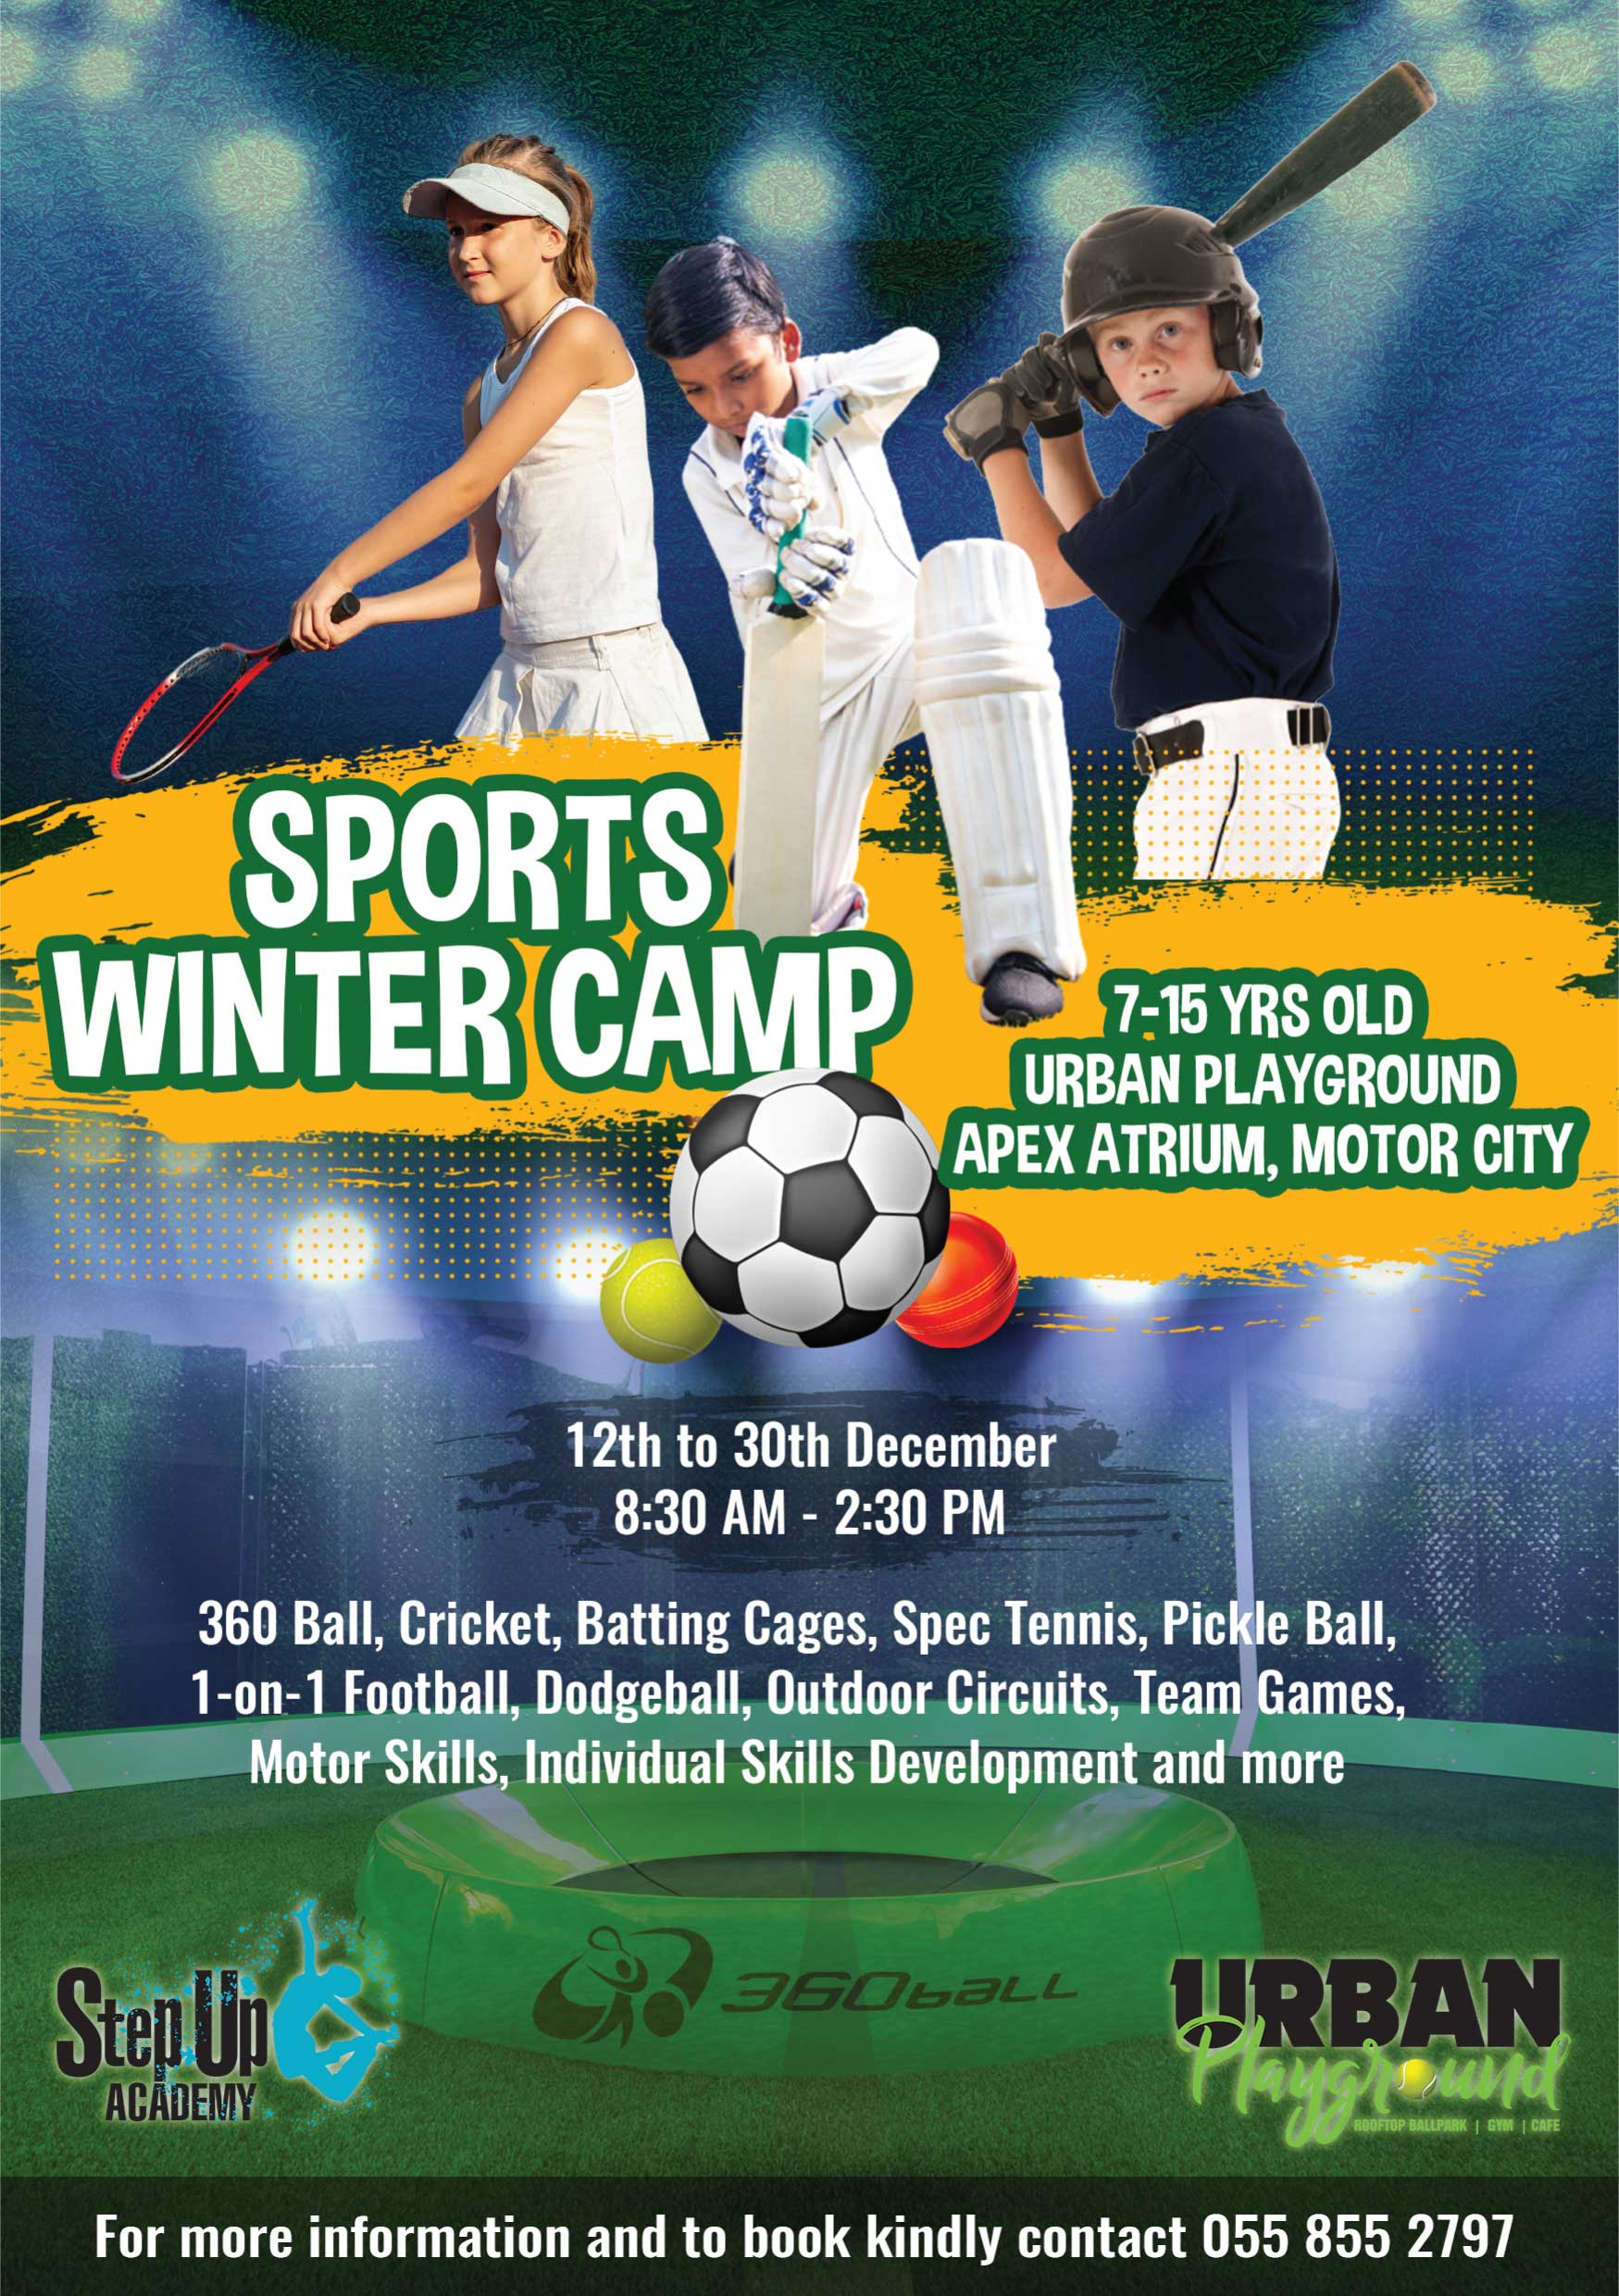 SPORTS
WINTER CAMP
7-15 YRS OLD
URBAN PLAYGROUND
APEX ATRIUM, MOTOR CITY
12th to 30th December
8:30 AM - 2:30 PM
360 Ball, Cricket, Batting Cages, Spec Tennis, Pickle Ball,
1-on-1 Football, Dodgeball, Outdoor Circuits, Team Games,
Motor Skills, Individual Skills Development and more
Step Up
ACADEMY
360ball
URBAN
Playground
ROOFTOP BALLPARK | GYM | CAFE
For more information and to book kindly contact 055 855 2797